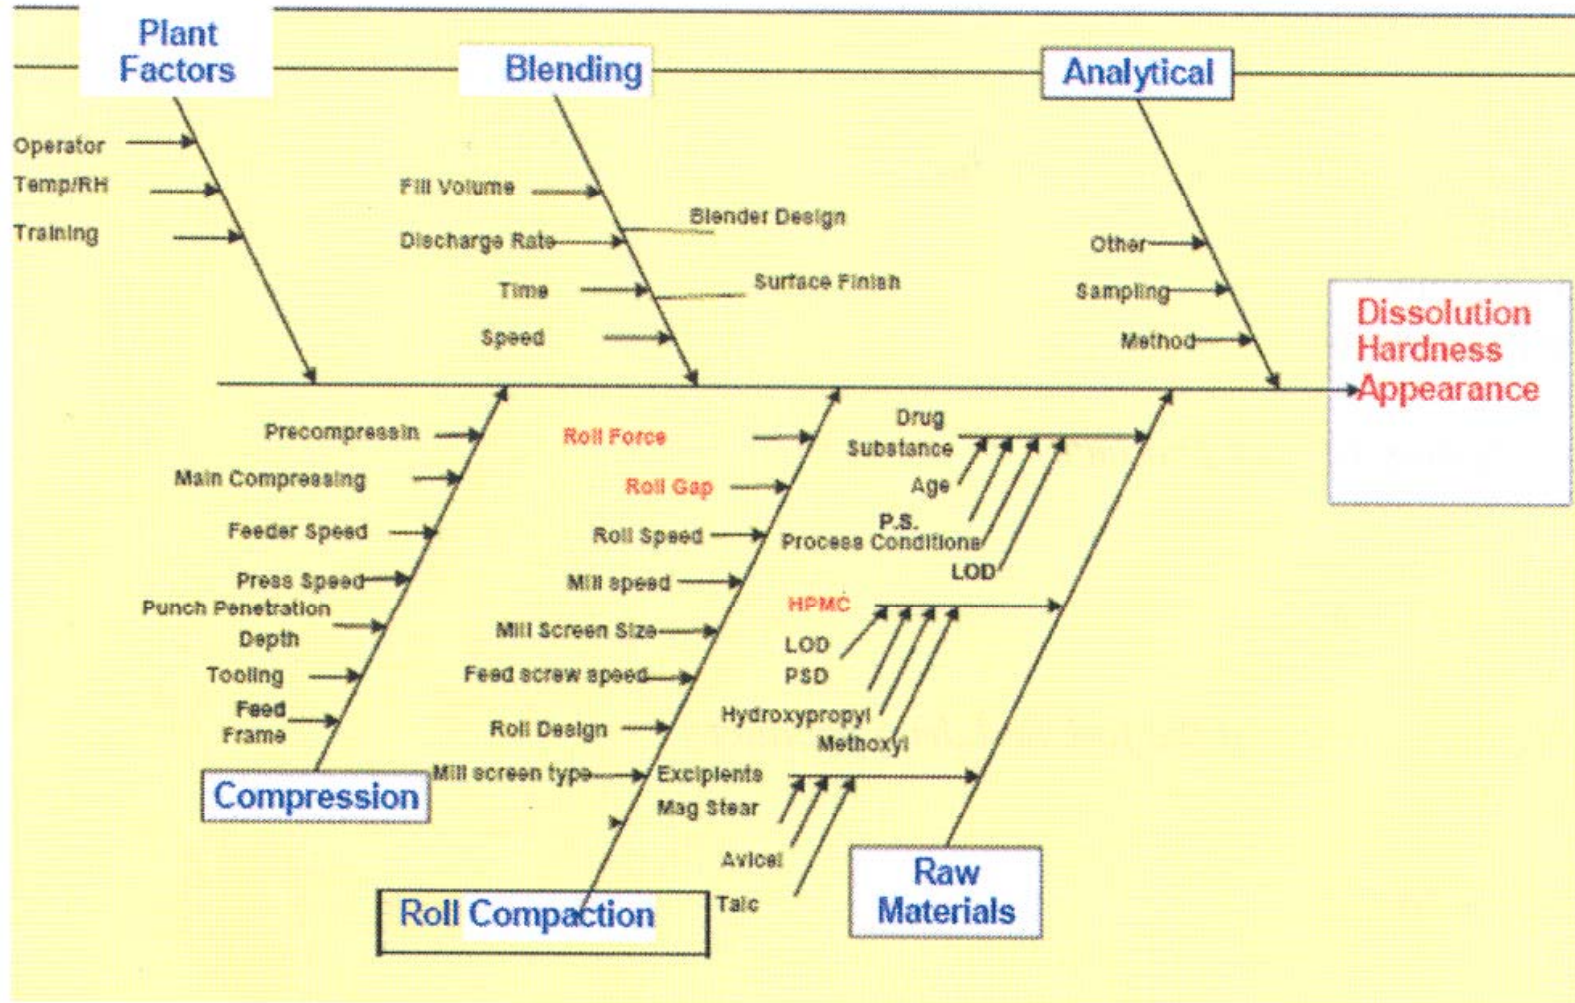 Plant
Factors
Blending
Analytical
Operator
Temp/RH
Training
Fill Volume
Blender Design
Discharge Rate
Time
Surface Finish
Speed
Other
Sampling
Method
Dissolution
Hardness
Appearance
Precompressin
Main Compressing
Feeder Speed
Press Speed
Punch Penetration
Depth
Tooling
Feed
Frame
Compression
Roll Force
Roll Gap
Roll Speed
Mill speed
Mill Screen Size
Feed screw speed
Roll Design
Mill screen type
Roll Compaction
Drug
Substance
Age
P.S.
Process Conditions
LOD
HPMC
LOD
PSD
Hydroxypropyl
Methoxyl
Excipients
Mag Stear
Avicel
Talc
Raw
Materials